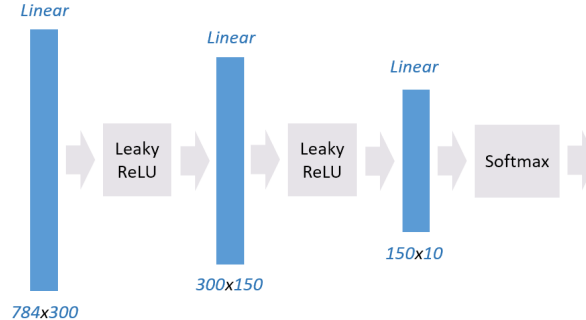 Linear
784x300
Leaky
ReLU
Linear
300x150
Leaky
ReLU
Linear
150x10
Softmax